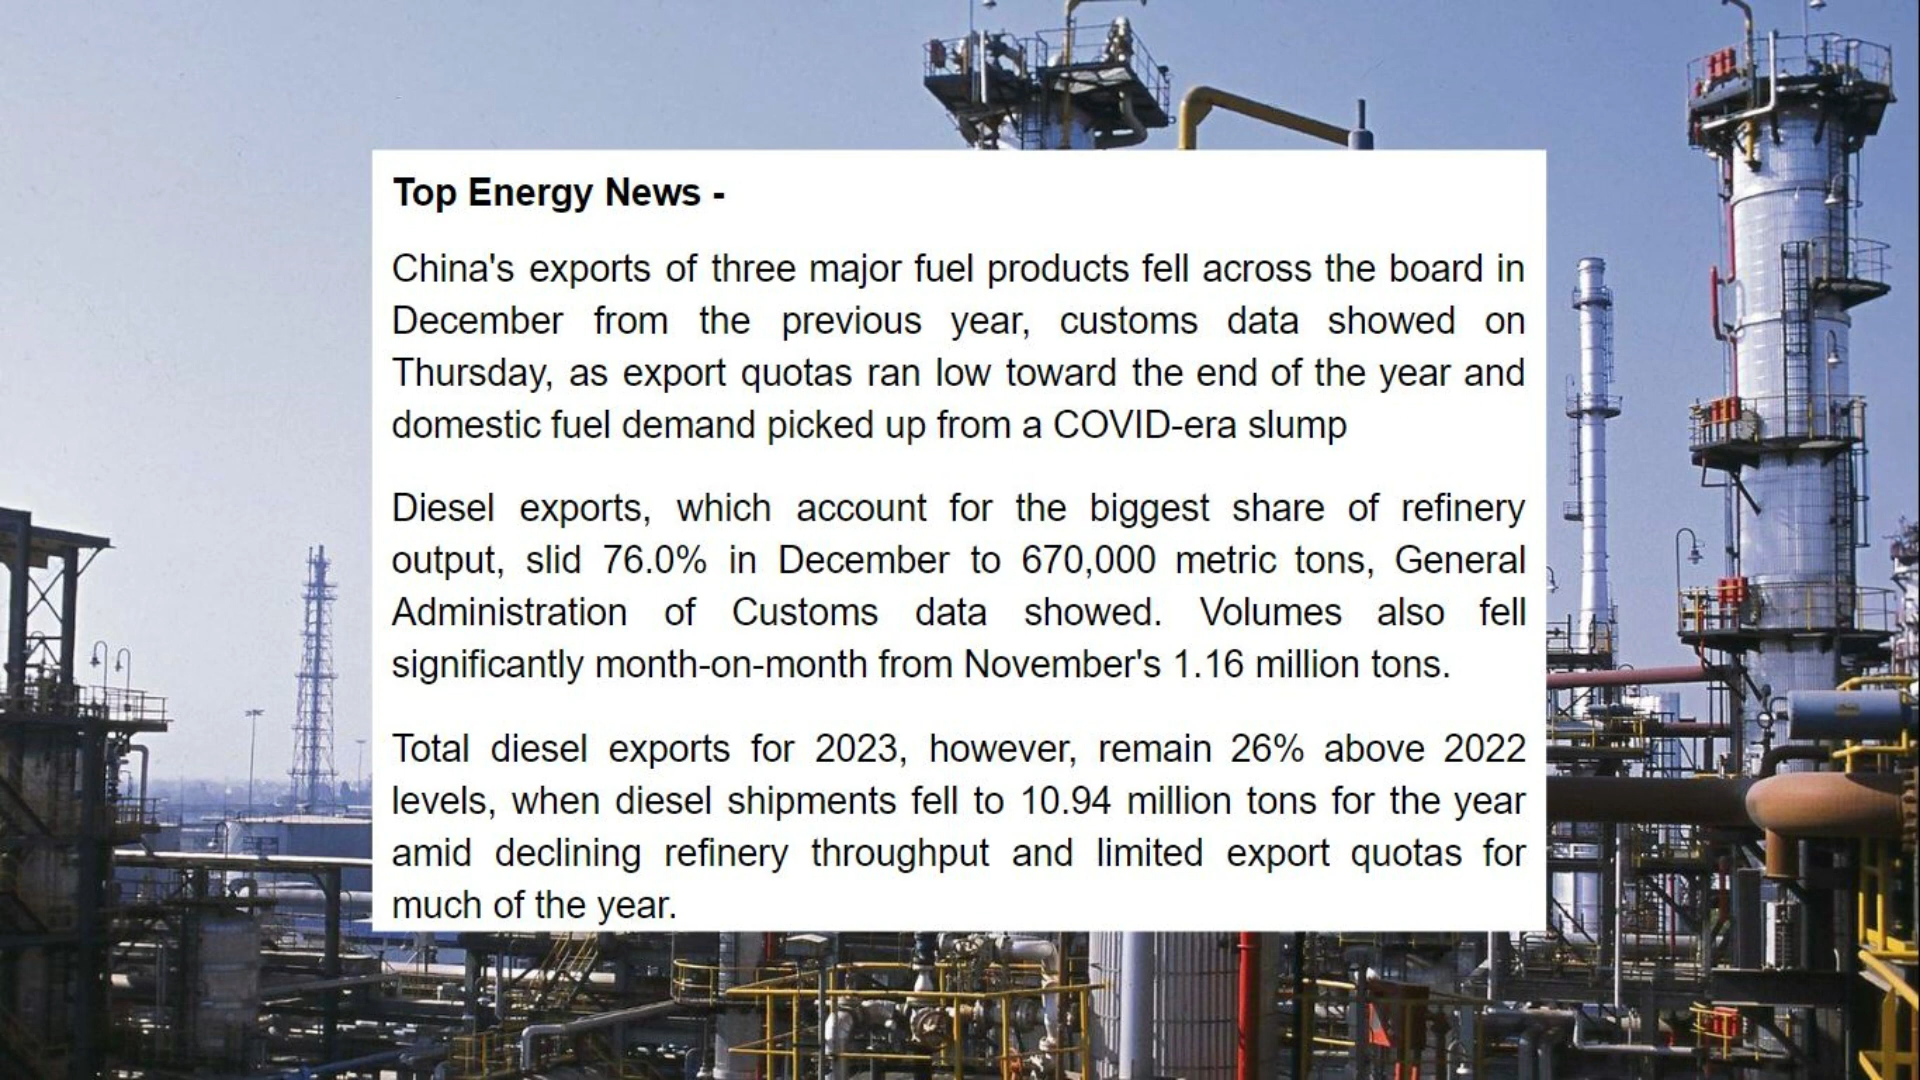 Top Energy News -
China's exports of three major fuel products fell across the board in
December from the previous year, customs data showed on
Thursday, as export quotas ran low toward the end of the year and
domestic fuel demand picked up from a COVID-era slump
Diesel exports, which account for the biggest share of refinery
output, slid 76.0% in December to 670,000 metric tons, General
Administration of Customs data showed. Volumes also fell
significantly month-on-month from November's 1.16 million tons.
Total diesel exports for 2023, however, remain 26% above 2022
levels, when diesel shipments fell to 10.94 million tons for the year
amid declining refinery throughput and limited export quotas for
much of the year.